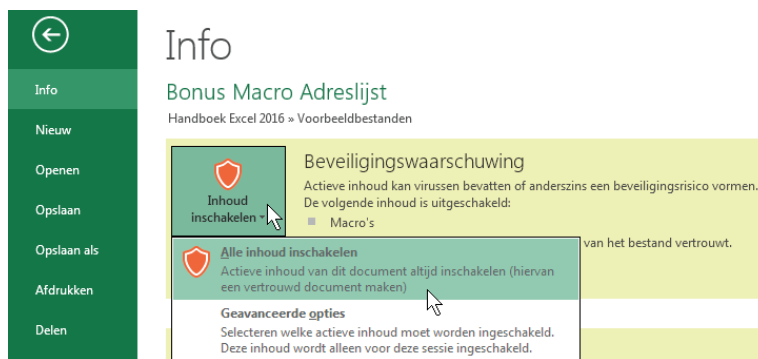 Info
Info
Bonus Macro Adreslijst
Handboek Excel 2016 » Voorbeeldbestanden
Nieuw
Openen
Opslaan
Opslaan als
Afdrukken
Delen
Inhoud
inschakelen
Beveiligingswaarschuwing
Actieve inhoud kan virussen bevatten of anderszins een beveiligingsrisico vormen.
De volgende inhoud is uitgeschakeld:
Macro's
van het bestand vertrouwt.
Alle inhoud inschakelen
Actieve inhoud van dit document altijd inschakelen (hiervan
een vertrouwd document maken)
Geavanceerde opties
Selecteren welke actieve inhoud moet worden ingeschakeld.
Deze inhoud wordt alleen voor deze sessie ingeschakeld.